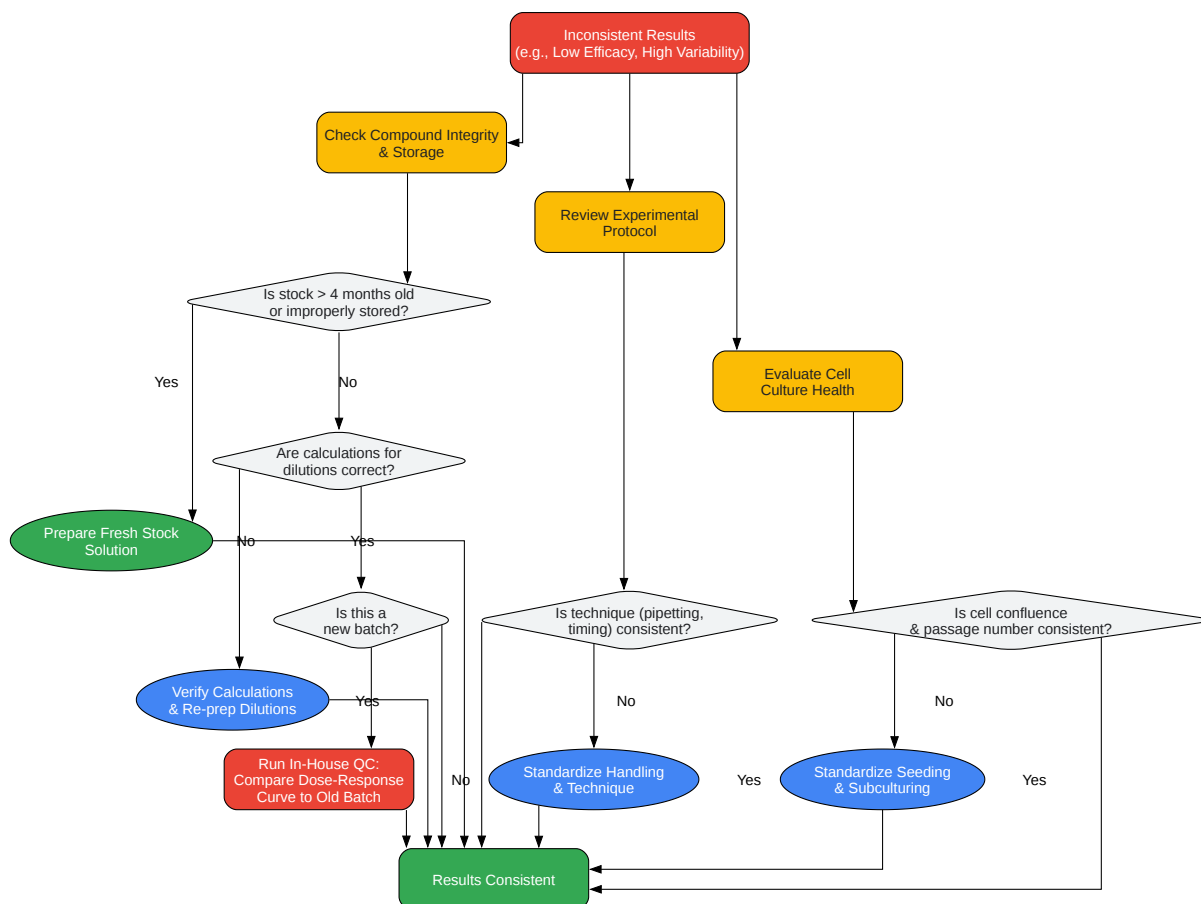 Inconsistent Results
(e.g., Low Efficacy, High Variability)
Check Compound Integrity
& Storage
Review Experimental
Protocol
Is stock > 4 months old
or improperly stored?
Evaluate Cell
Culture Health
Yes
No
Are calculations for
dilutions correct?
Prepare Fresh Stock
Solution
No
Yes
Is this a
new batch?
Is technique (pipetting,
timing) consistent?
Is cell confluence
& passage number consistent?
Verify Calculations
& Re-prep Dilutions
Yes
No
No
Run In-House QC:
Compare Dose-Response
Curve to Old Batch
No
Standardize Handling
& Technique
Yes
Standardize Seeding
& Subculturing
Yes
Results Consistent